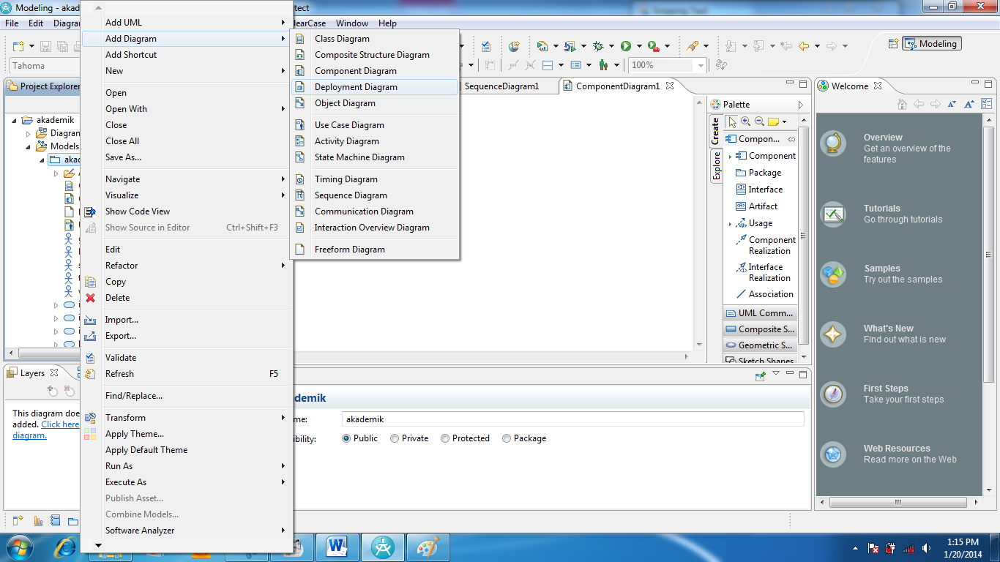 Modeling - akad
tect
File Edit Diagram
learCase Window Help
Tahoma
100%
Modeling
Project Explorer
akademik
Diagram
Models
akad
Add UML
Add Diagram
Add Shortcut
New
Open
Open With
Close
Close All
Save As...
Navigate
Visualize
Show Code View
Show Source in Editor Ctrl+Shift+F3
Edit
Refactor
Copy
Delete
Import...
Export...
Validate
Refresh F5
Find/Replace...
Transform
Apply Theme...
Apply Default Theme
Run As
Execute As
Publish Asset...
Combine Models...
Software Analyzer
Class Diagram
Composite Structure Diagram
Component Diagram
Deployment Diagram
Object Diagram
Use Case Diagram
Activity Diagram
State Machine Diagram
Timing Diagram
Sequence Diagram
Communication Diagram
Interaction Overview Diagram
Freeform Diagram
SequenceDiagram1
ComponentDiagram1
Palette
Create
Explore
Compon...
Component
Package
Interface
Artifact
Usage
Component
Realization
Interface
Realization
Association
UML Comm...
Composite S...
Geometric S...
Sketch Shapes
Welcome
Overview
Get an overview of the
features
Tutorials
Go through tutorials
Samples
Try out the samples
What's New
Find out what is new
First Steps
Take your first steps
Web Resources
Read more on the Web
Layers
This diagram doe
added. Click here
diagram.
demik
me: akademik
ibility: Public Private Protected Package
1:15 PM
1/20/2014